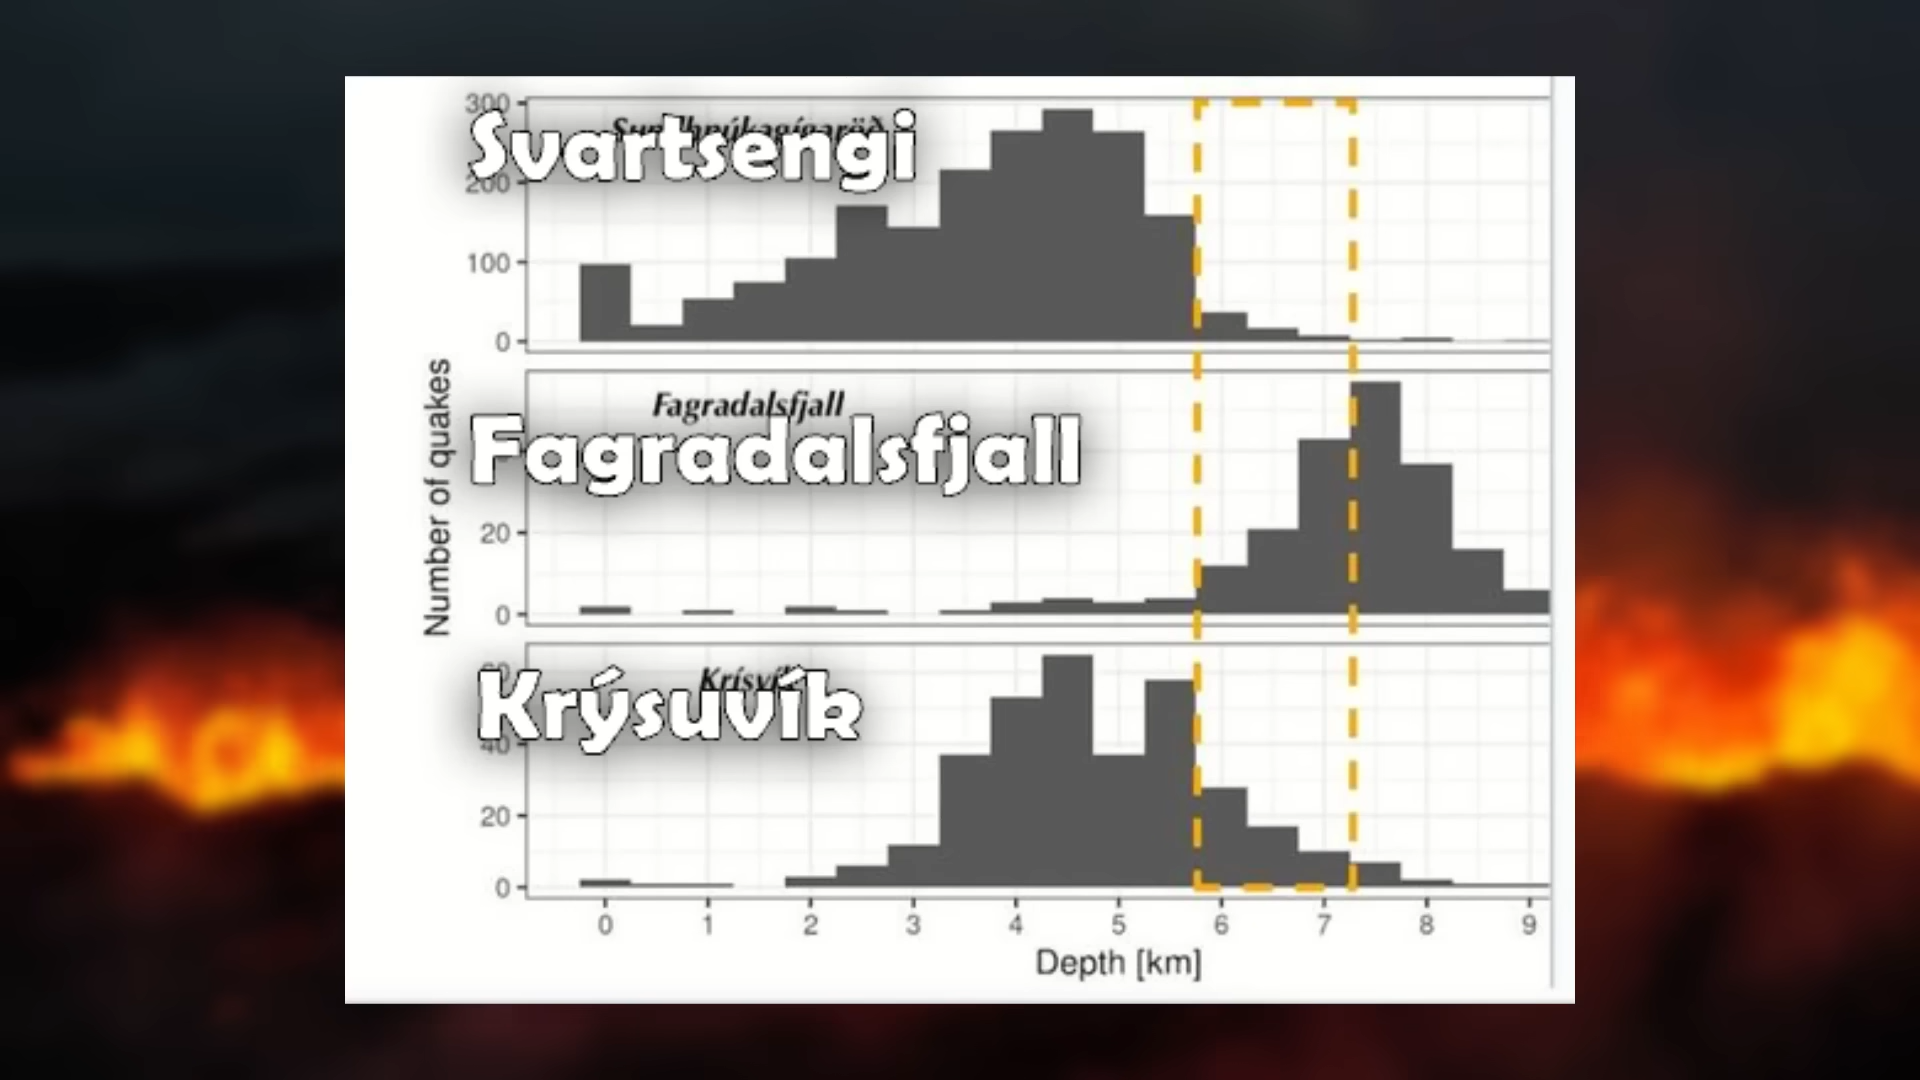 300
Svartsengi
200
100
0
Number of quakes
Fagradalsfjall
Fagradalsfjall
20
0
Krýsuvík
40
20
0
0 1 2 3 4 5 6 7 8 9
Depth [km]